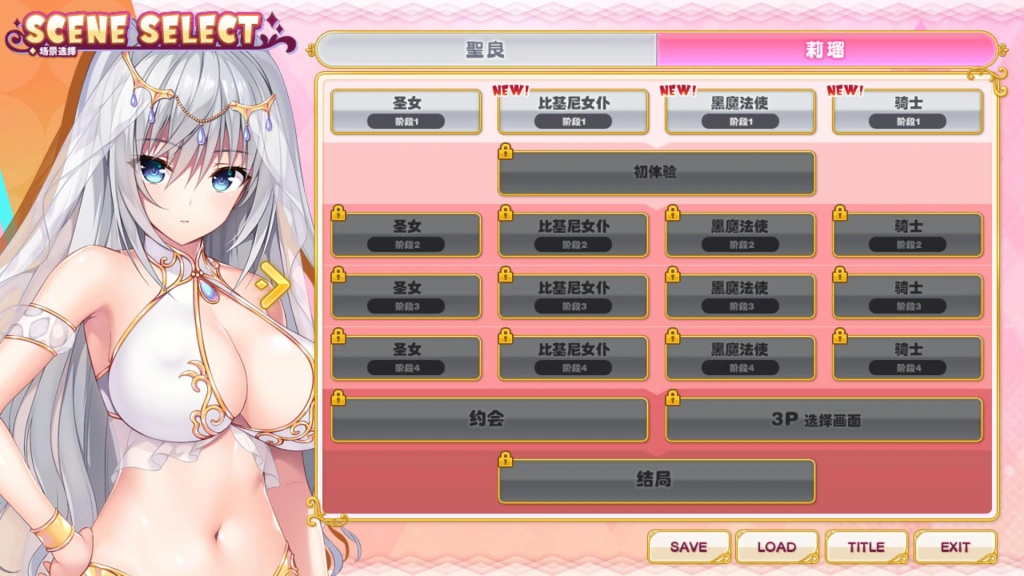 SCENE SELECT
场景选择
聖良
莉瑠
圣女
阶段1
NEW!
比基尼女仆
阶段1
NEW!
黑魔法使
阶段1
NEW!
骑士
阶段1
初体验
圣女
阶段2
比基尼女仆
阶段2
黑魔法使
阶段2
骑士
阶段2
圣女
阶段3
比基尼女仆
阶段3
黑魔法使
阶段3
骑士
阶段3
圣女
阶段4
比基尼女仆
阶段4
黑魔法使
阶段4
骑士
阶段4
约会
3P 选择画面
结局
SAVE
LOAD
TITLE
EXIT